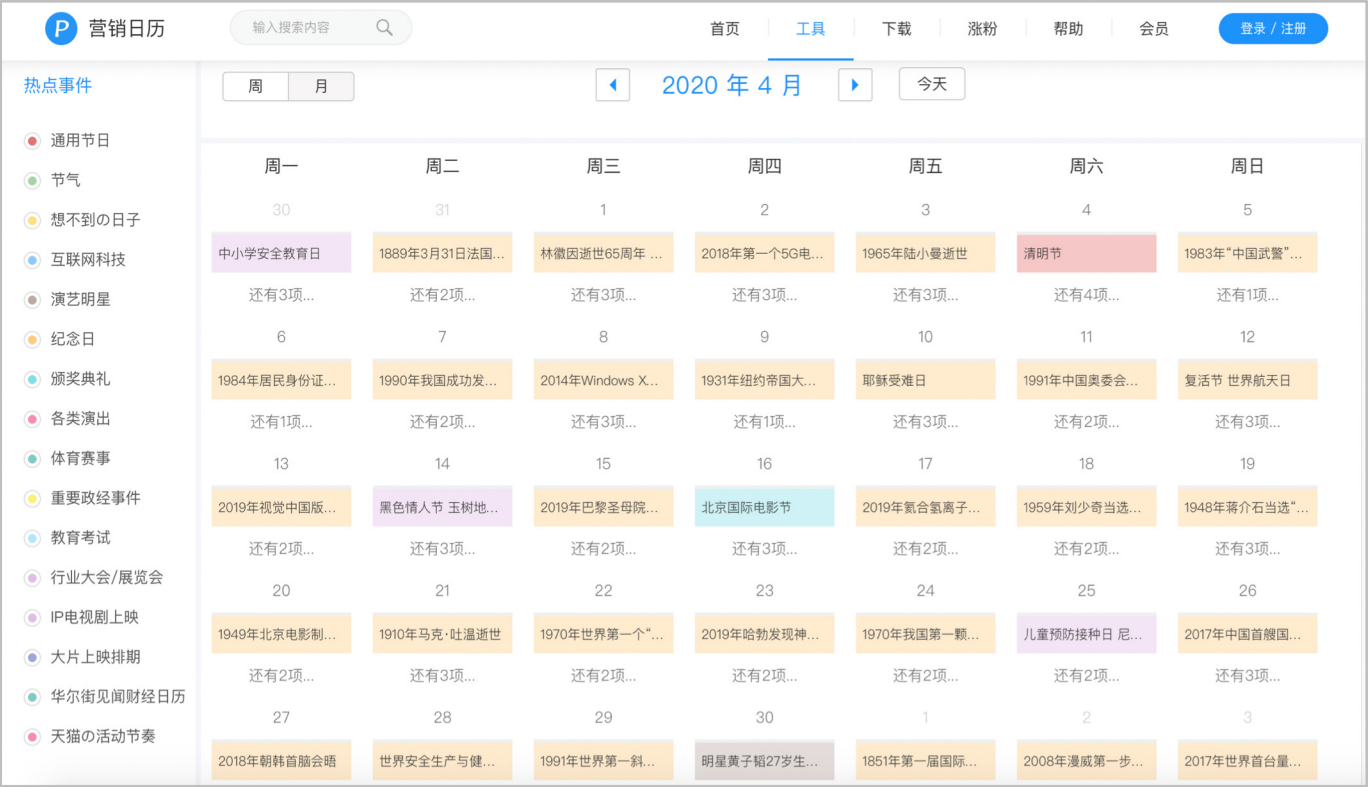 P 营销日历
输入搜索内容
首页 工具 下载 涨粉 帮助 会员 登录 / 注册
热点事件
通用节日
节气
想不到の日子
互联网科技
演艺明星
纪念日
颁奖典礼
各类演出
体育赛事
重要政经事件
教育考试
行业大会/展览会
IP电视剧上映
大片上映排期
华尔街见闻财经日历
天猫の活动节奏
周 月 2020 年 4 月 今天
周一 周二 周三 周四 周五 周六 周日
30 31 1 2 3 4 5
中小学安全教育日 1889年3月31日法国... 林徽因逝世65周年 ... 2018年第一个5G电... 1965年陆小曼逝世 清明节 1983年“中国武警”...
还有3项... 还有2项... 还有3项... 还有3项... 还有3项... 还有4项... 还有1项...
6 7 8 9 10 11 12
1984年居民身份证... 1990年我国成功发... 2014年Windows X... 1931年纽约帝国大... 耶稣受难日 1991年中国奥委会... 复活节 世界航天日
还有1项... 还有2项... 还有3项... 还有1项... 还有3项... 还有2项... 还有3项...
13 14 15 16 17 18 19
2019年视觉中国版... 黑色情人节 玉树地... 2019年巴黎圣母院... 北京国际电影节 2019年氦合氢离子... 1959年刘少奇当选... 1948年蒋介石当选“...
还有2项... 还有3项... 还有2项... 还有3项... 还有2项... 还有2项... 还有3项...
20 21 22 23 24 25 26
1949年北京电影制... 1910年马克·吐温逝世 1970年世界第一个“... 2019年哈勃发现神... 1970年我国第一颗... 儿童预防接种日 尼... 2017年中国首艘国...
还有2项... 还有3项... 还有2项... 还有2项... 还有2项... 还有2项... 还有3项...
27 28 29 30 1 2 3
2018年朝韩首脑会晤 世界安全生产与健... 1991年世界第一斜... 明星黄子韬27岁生... 1851年第一届国际... 2008年漫威第一步... 2017年世界首台量...